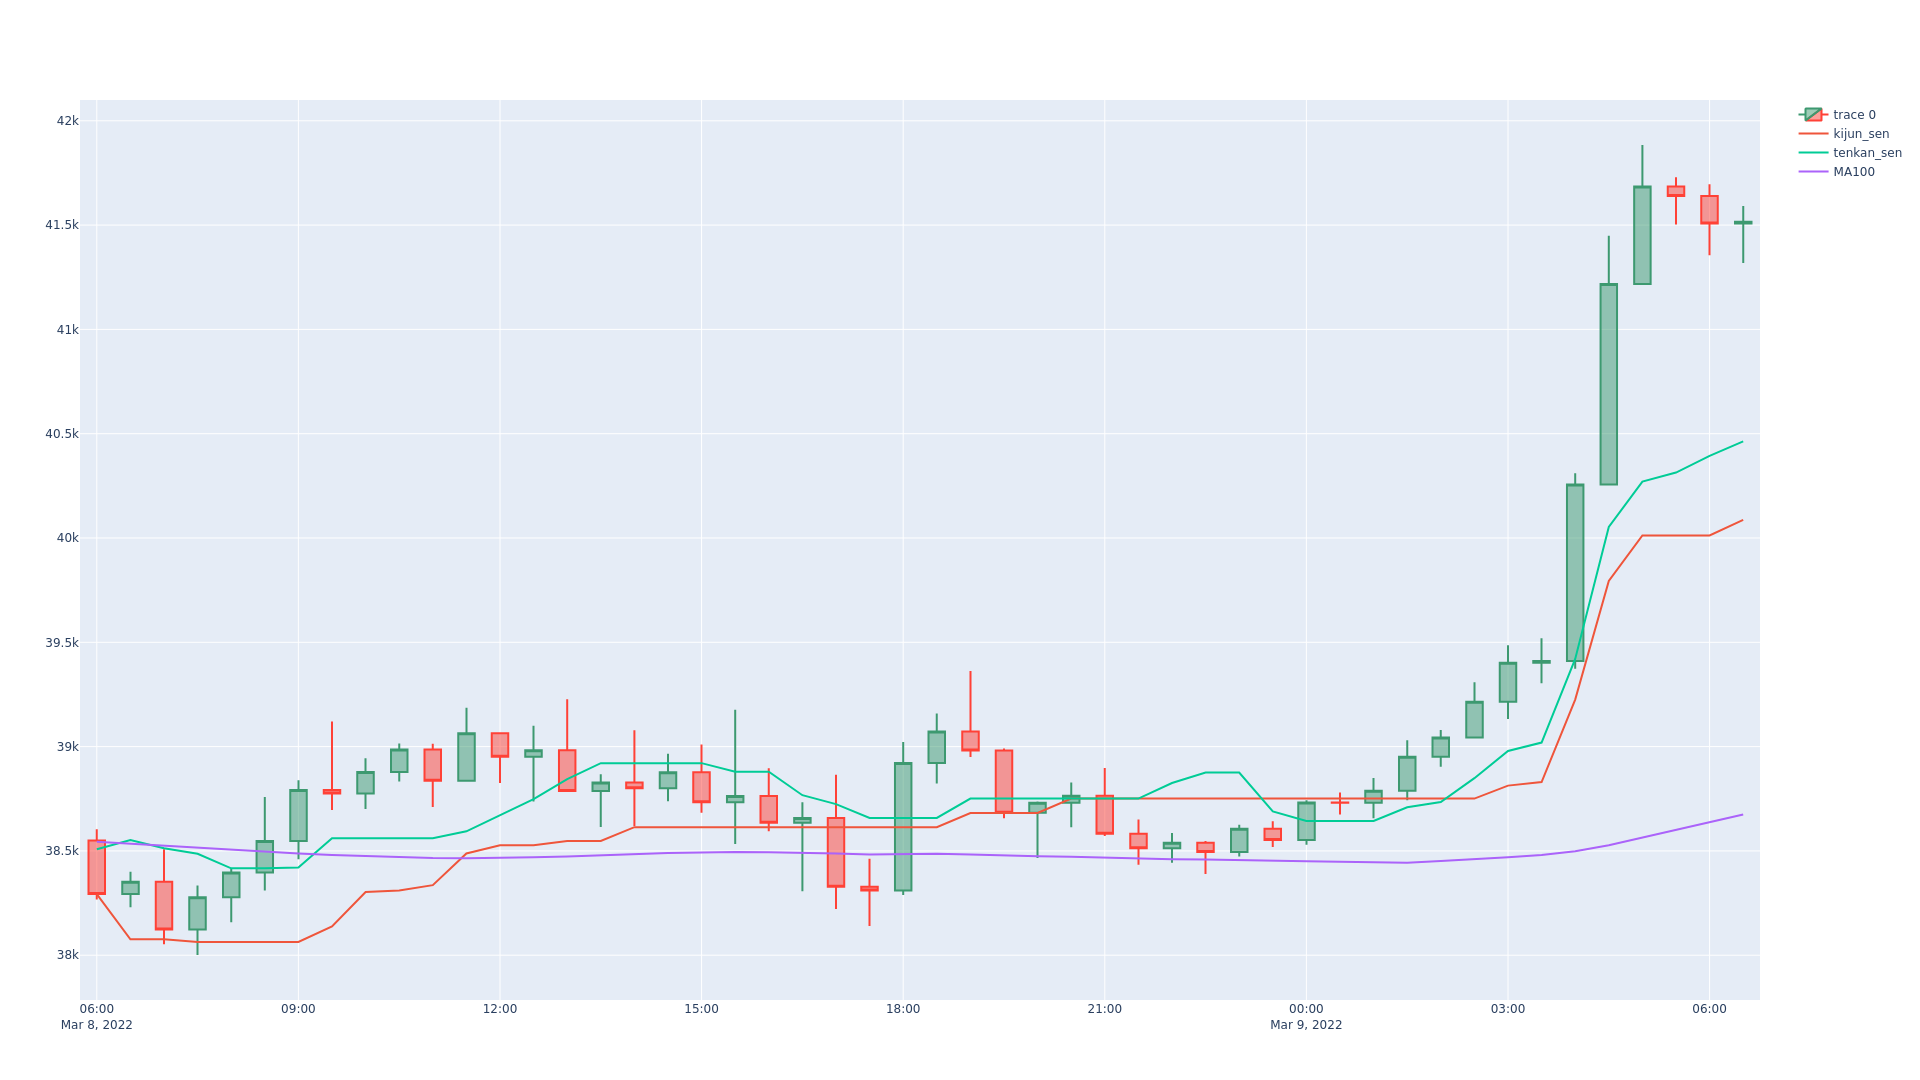 42k
41.5k
41k
40.5k
40k
39.5k
39k
38.5k
38k
06:00 09:00 12:00 15:00 18:00 21:00 00:00 03:00 06:00
Mar 8, 2022 Mar 9, 2022
trace 0
kijun_sen
tenkan_sen
MA100